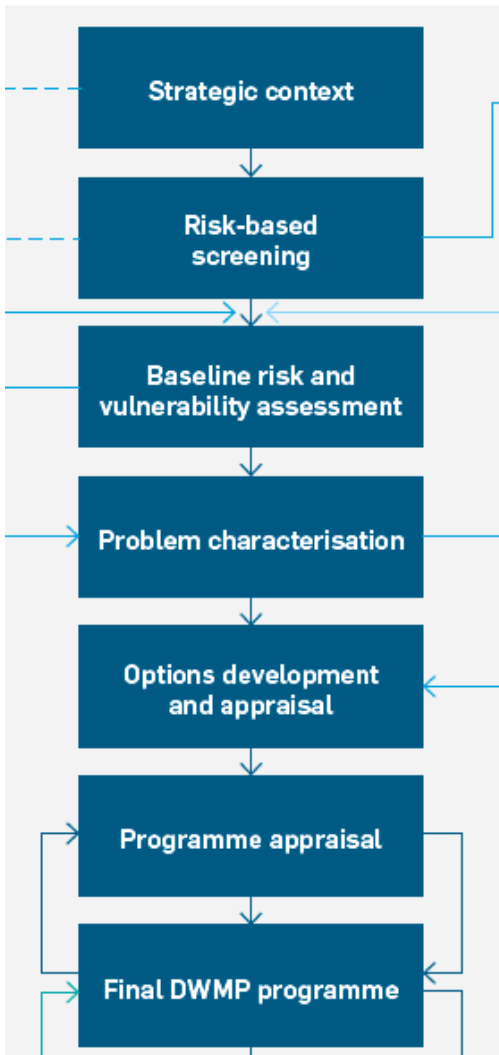 Strategic context
Risk-based
screening
Baseline risk and
vulnerability assessment
Problem characterisation
Options development
and appraisal
Programme appraisal
Final DWMP programme